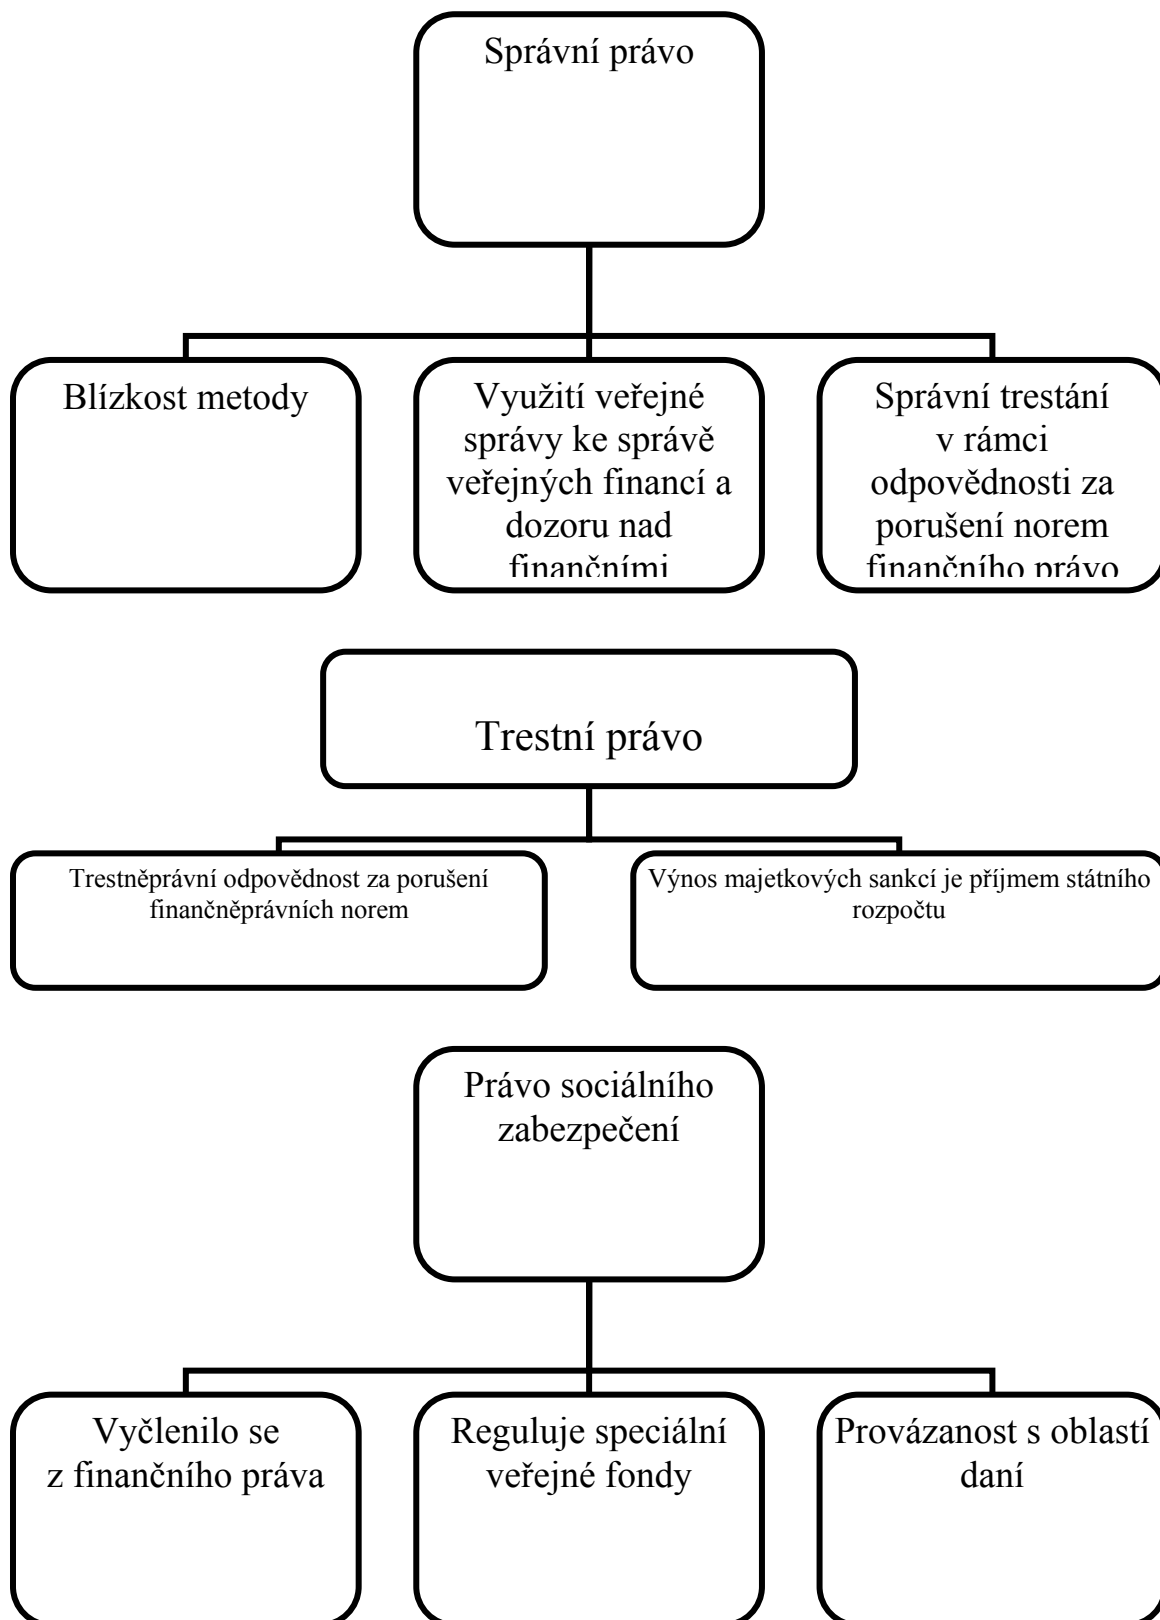 Správní právo
Blízkost metody
Využití veřejné
správy ke správě
veřejných financí a
dozoru nad
finančními
Správní trestání
v rámci
odpovědnosti za
porušení norem
finančního právo
Trestní právo
Trestněprávní odpovědnost za porušení
finančněprávních norem
Výnos majetkových sankcí je příjmem státního
rozpočtu
Právo sociálního
zabezpečení
Vyčlenilo se
z finančního práva
Reguluje speciální
veřejné fondy
Provázanost s oblastí
daní